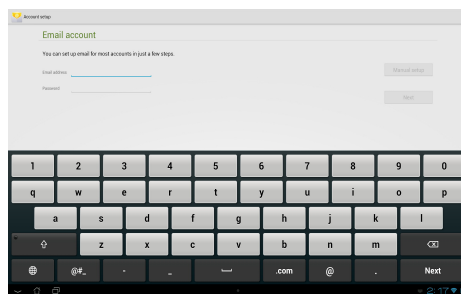 Account setup
Email account
You can set up email for most accounts in just a few steps.
Email address
Manual setup
Password
Next
1 2 3 4 5 6 7 8 9 0
q w e r t y u i o p
a s d f g h j k l
z x c v b n m
@#_ - _ .com @ . Next
2:17